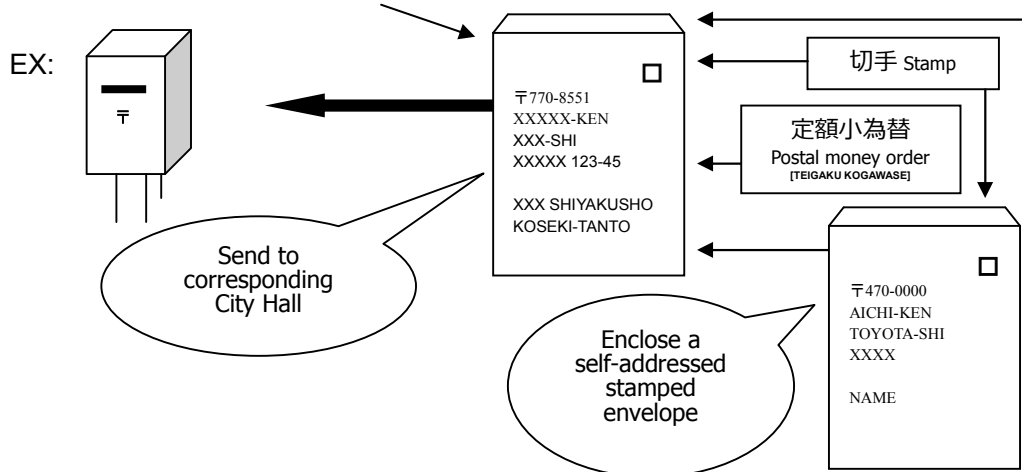 EX:
〒
〒770-8551
XXXXX-KEN
XXX-SHI
XXXXX 123-45
XXX SHIYAKUSHO
KOSEKI-TANTO
切手 Stamp
定額小為替
Postal money order
[TEIGAKU KOGAWASE]
Send to
corresponding
City Hall
Enclose a
self-addressed
stamped
envelope
〒470-0000
AICHI-KEN
TOYOTA-SHI
XXXX
NAME